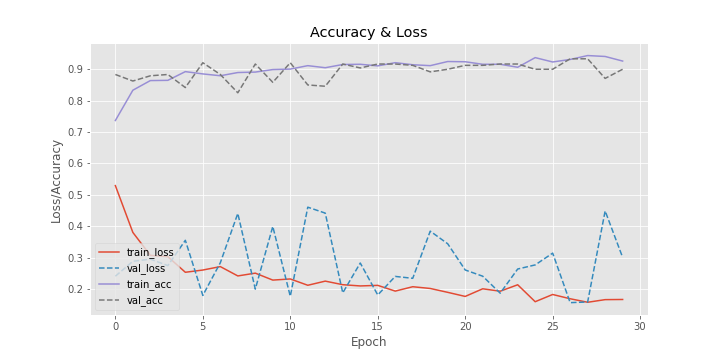 Accuracy & Loss
Loss/Accuracy
0.9
0.8
0.7
0.6
0.5
0.4
0.3
0.2
train_loss
val_loss
train_acc
val_acc
0 5 10 15 20 25 30
Epoch